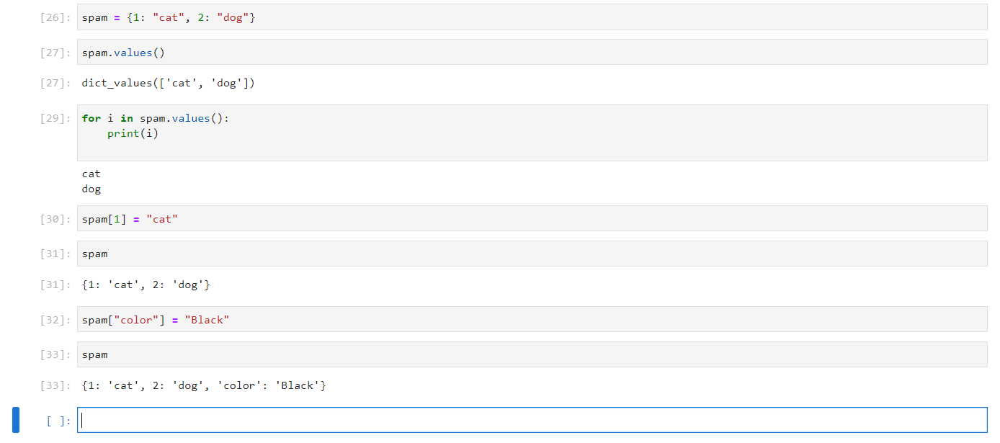 [26]: spam = {1: "cat", 2: "dog"}
[27]: spam.values()
[27]: dict_values(['cat', 'dog'])
[29]: for i in spam.values():
    print(i)
cat
dog
[30]: spam[1] = "cat"
[31]: spam
[31]: {1: 'cat', 2: 'dog'}
[32]: spam["color"] = "Black"
[33]: spam
[33]: {1: 'cat', 2: 'dog', 'color': 'Black'}
[ ]: